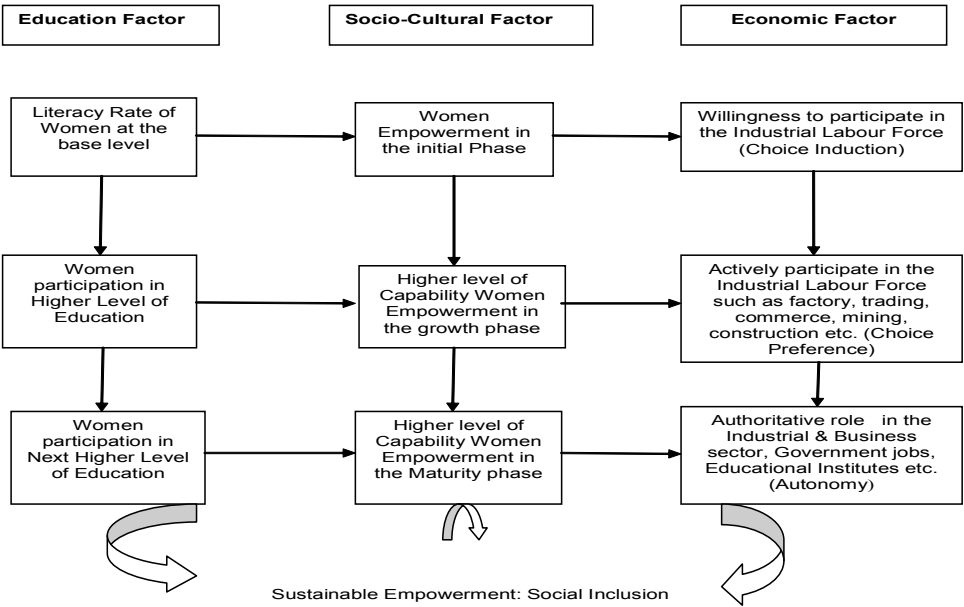 Education Factor
Socio-Cultural Factor
Economic Factor
Literacy Rate of
Women at the
base level
Women
Empowerment in
the initial Phase
Willingness to participate in
the Industrial Labour Force
(Choice Induction)
Women
participation in
Higher Level of
Education
Higher level of
Capability Women
Empowerment in
the growth phase
Actively participate in the
Industrial Labour Force
such as factory, trading,
commerce, mining,
construction etc. (Choice
Preference)
Women
participation in
Next Higher Level
of Education
Higher level of
Capability Women
Empowerment in
the Maturity phase
Authoritative role in the
Industrial & Business
sector, Government jobs,
Educational Institutes etc.
(Autonomy)
Sustainable Empowerment: Social Inclusion